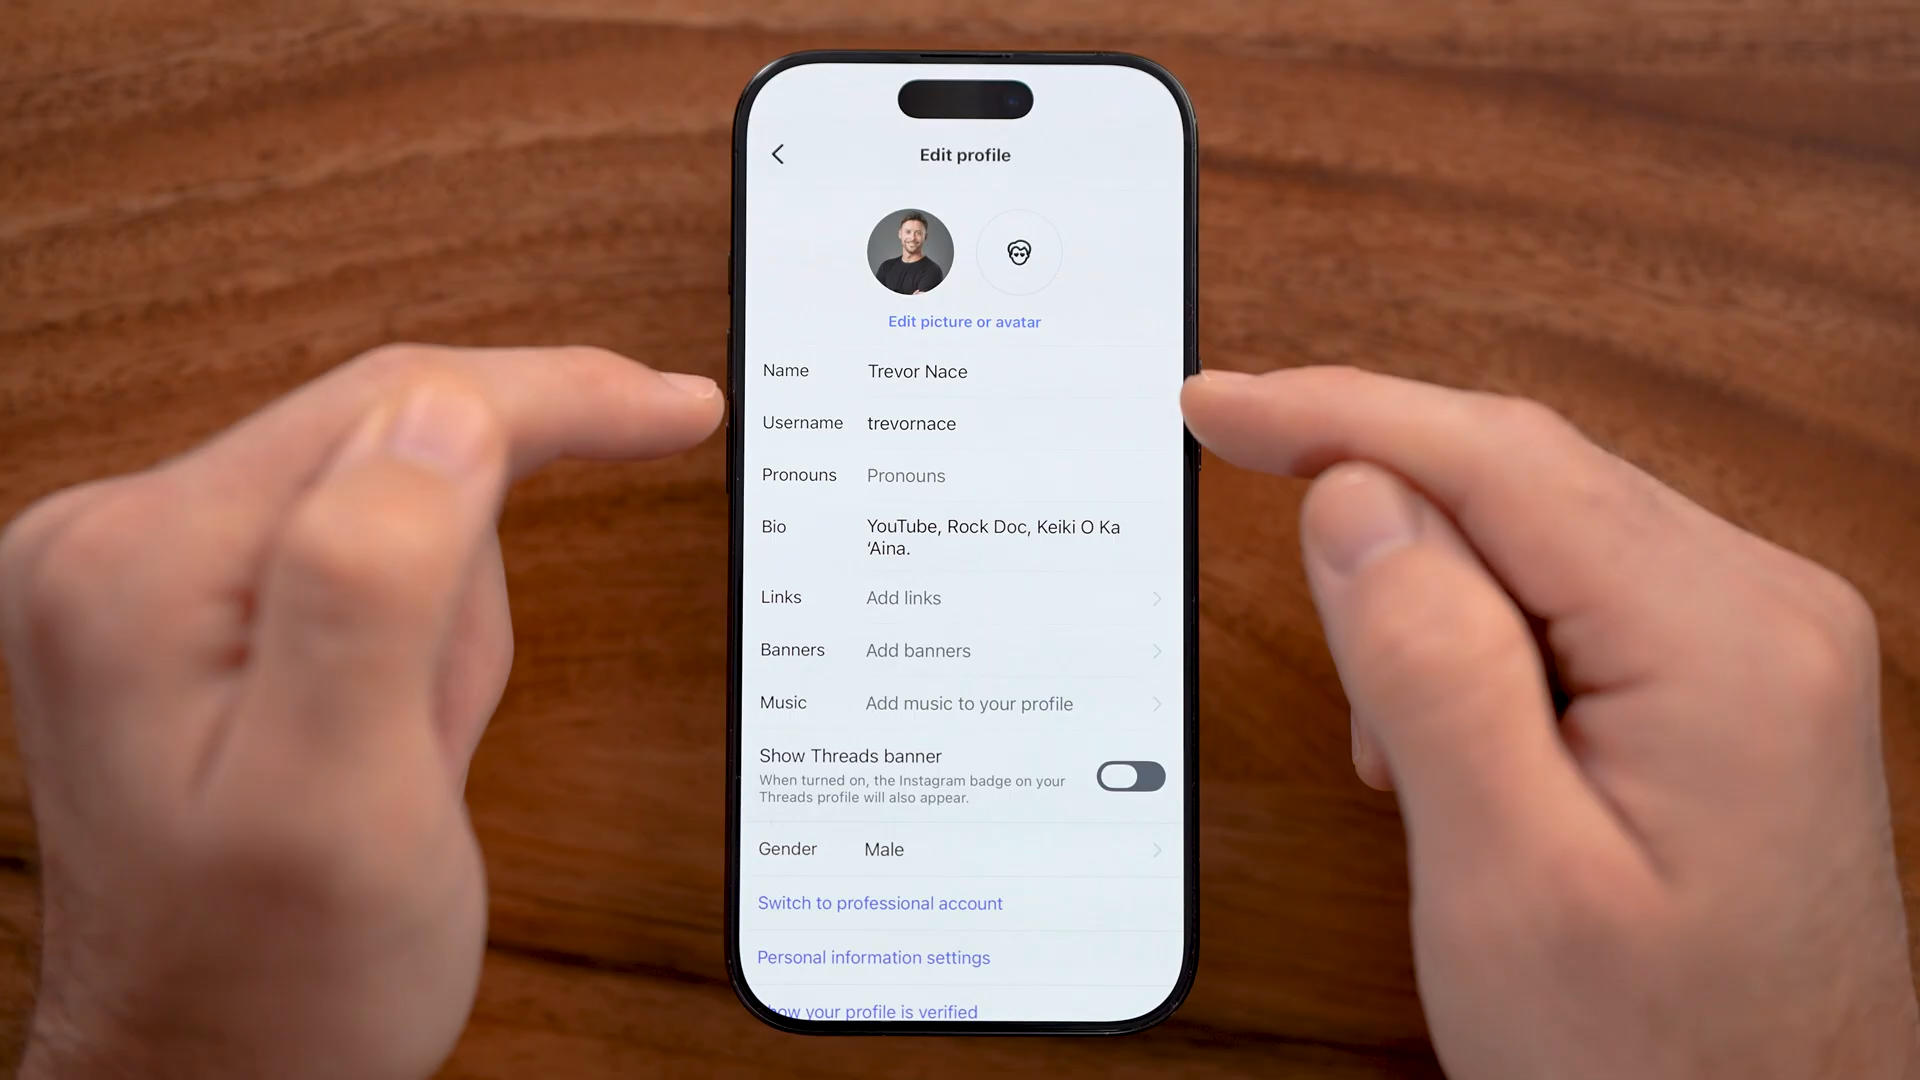 Edit profile
Edit picture or avatar
Name Trevor Nace
Username trevornace
Pronouns Pronouns
Bio YouTube, Rock Doc, Keiki O Ka
‘Aina.
Links Add links
Banners Add banners
Music Add music to your profile
Show Threads banner
When turned on, the Instagram badge on your
Threads profile will also appear.
Gender Male
Switch to professional account
Personal information settings
Show your profile is verified